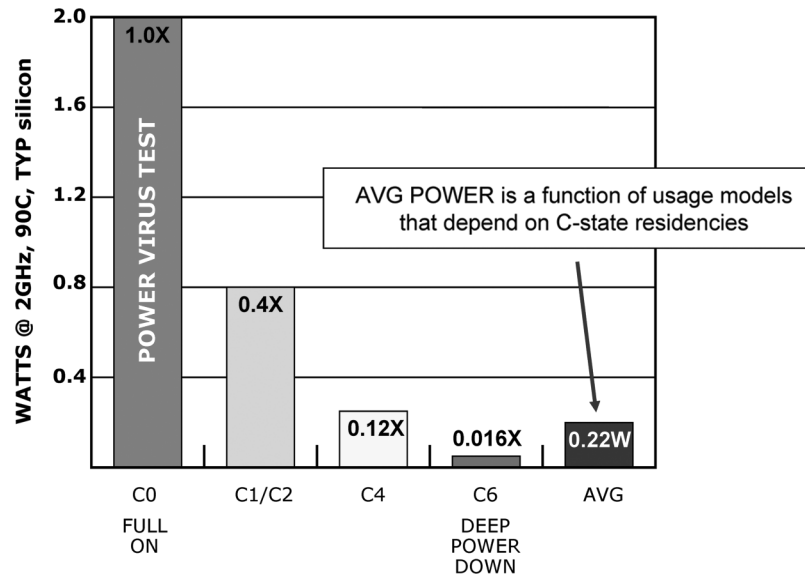 WATTS @ 2GHz, 90C, TYP silicon
2.0
1.6
1.2
0.8
0.4
1.0X
POWER VIRUS TEST
0.4X
0.12X
0.016X
0.22W
AVG POWER is a function of usage models
that depend on C-state residencies
C0
FULL
ON
C1/C2
C4
C6
DEEP
POWER
DOWN
AVG